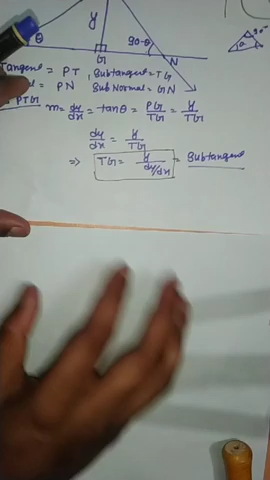 y
θ
G
90-θ
N
90°
Tangent = PT, Subtangent = TG
= PN, Sub Normal = GN
PTG m = dy/dx = tanθ = PG/TG = y/TG
dy/dx = y/TG
⇒ TG = y/(dy/dx) = Subtangent